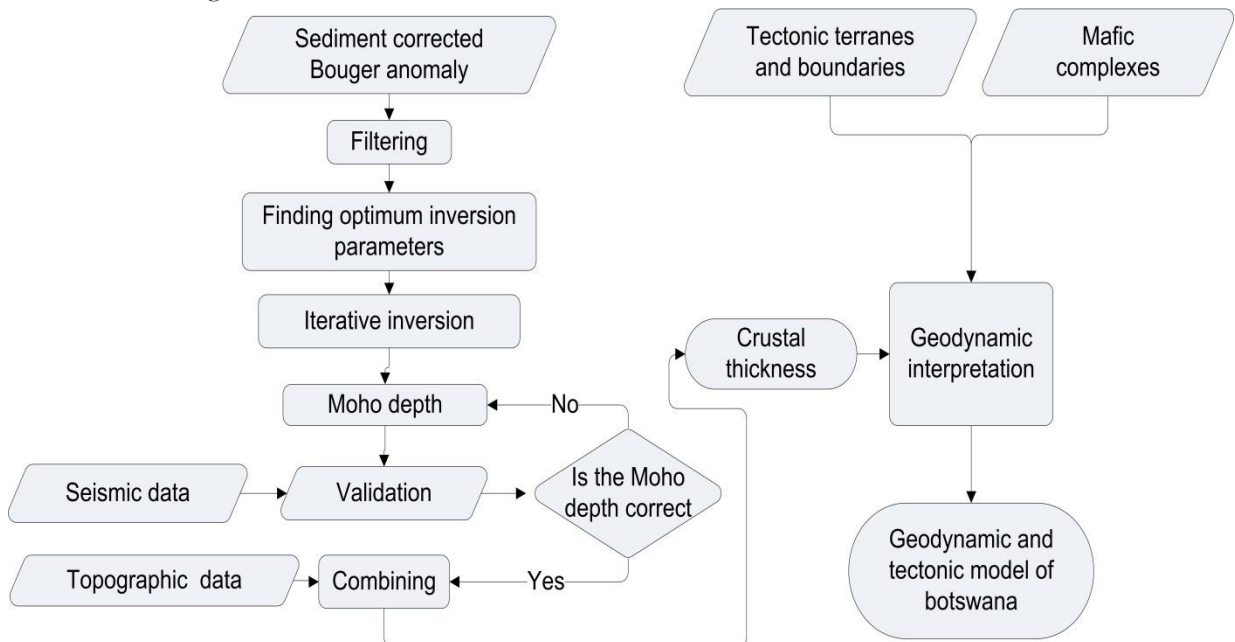 Sediment corrected
Bouger anomaly
Filtering
Finding optimum inversion
parameters
Iterative inversion
Moho depth
No
Seismic data
Validation
Is the Moho
depth correct
Topographic data
Combining
Yes
Tectonic terranes
and boundaries
Mafic
complexes
Crustal
thickness
Geodynamic
interpretation
Geodynamic and
tectonic model of
botswana